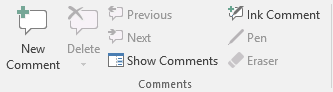 New
Comment
Delete
Previous
Next
Show Comments
Ink Comment
Pen
Eraser
Comments